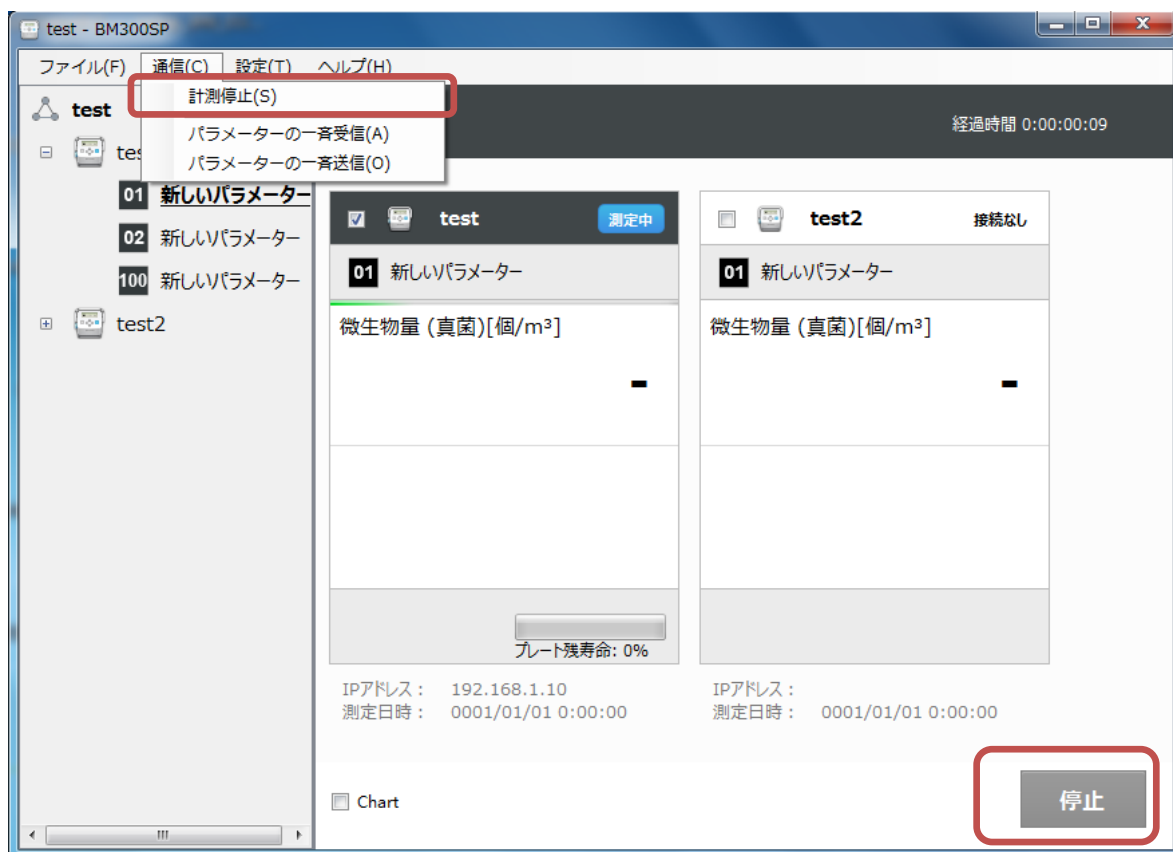 test - BM300SP
ファイル(F) 通信(C) 設定(T) ヘルプ(H)
計測停止(S)
パラメーターの一斉受信(A)
パラメーターの一斉送信(O)
test
tes
01 新しいパラメーター
02 新しいパラメーター
100 新しいパラメーター
test2
経過時間 0:00:00:09
test 測定中
01 新しいパラメーター
微生物量 (真菌)[個/m³]
-
プレート残寿命: 0%
IPアドレス : 192.168.1.10
測定日時 : 0001/01/01 0:00:00
test2 接続なし
01 新しいパラメーター
微生物量 (真菌)[個/m³]
-
IPアドレス :
測定日時 : 0001/01/01 0:00:00
Chart
停止